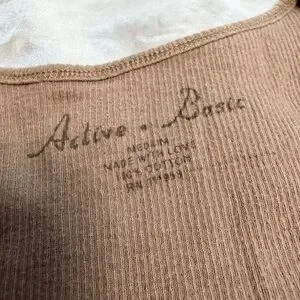 Active • Basic
MEDIUM
MADE WITH LOVE
COTTON
RN